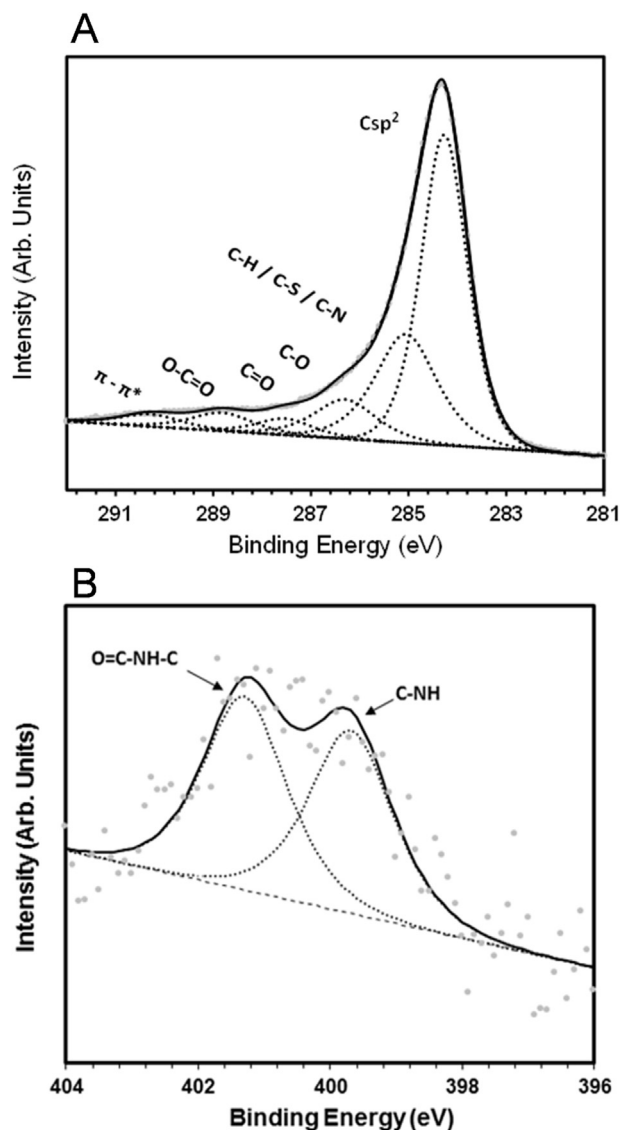 A
Csp²
C-H / C-S / C-N
C-O
C=O
O-C=O
π - π*
Intensity (Arb. Units)
291 289 287 285 283 281
Binding Energy (eV)
B
O=C-NH-C
C-NH
Intensity (Arb. Units)
404 402 400 398 396
Binding Energy (eV)